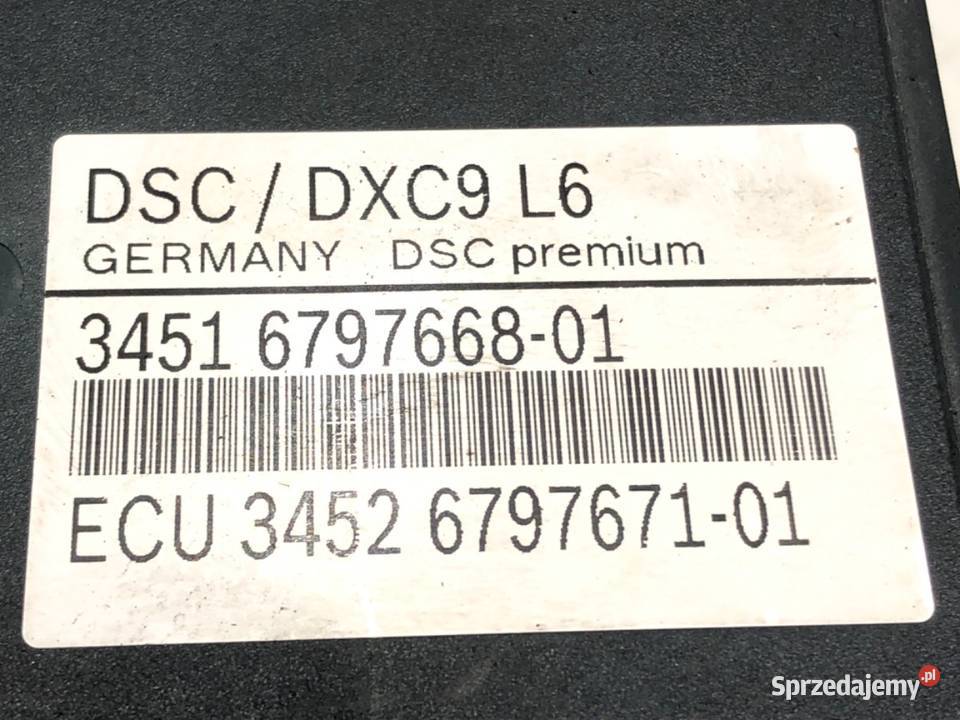 DSC / DXC9 L6
GERMANY DSC premium
3451 6797668-01
ECU 3452 6797671-01
Sprzedajemy.pl